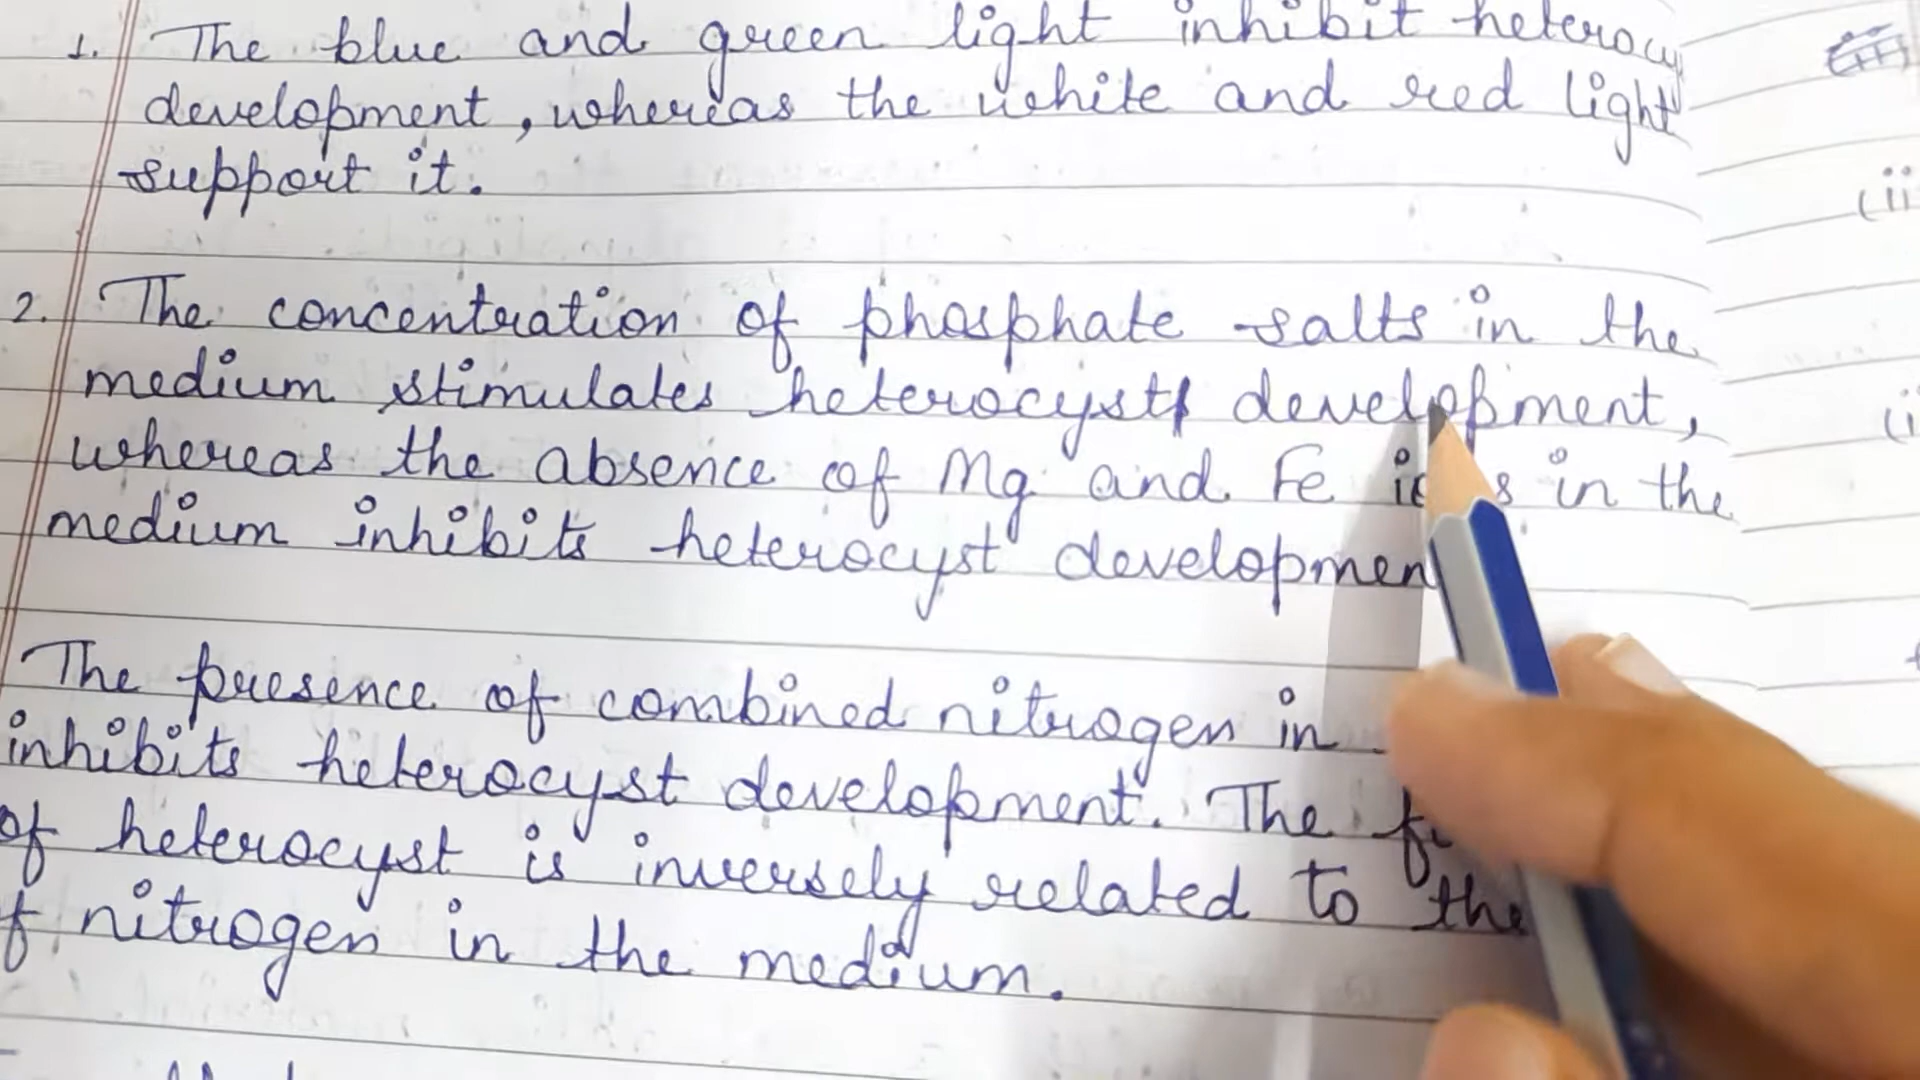 1. The blue and green light inhibit heterocy
development, whereas the white and red light
support it.
2. The concentration of phosphate salts in the
medium stimulates heterocyst development,
whereas the absence of Mg and Fe in the
medium inhibits heterocyst developmen
The presence of combined nitrogen in
inhibits heterocyst development. The
of heterocyst is inversely related to the
f nitrogen in the medium.
(ii
(i